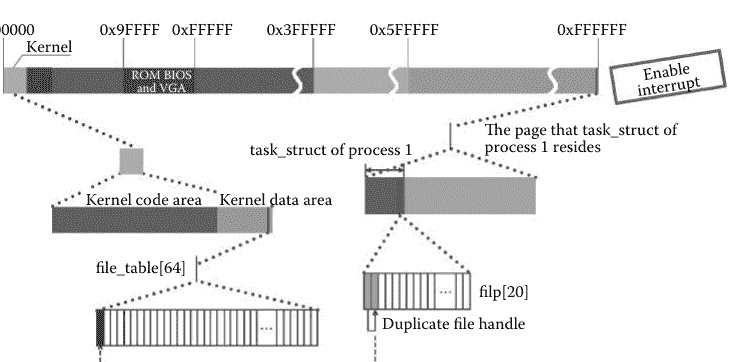 00000
0x9FFFF
0xFFFFF
0x3FFFFF
0x5FFFFF
0xFFFFFF
Kernel
ROM BIOS
and VGA
Enable
interrupt
The page that task_struct of
process 1 resides
task_struct of process 1
Kernel code area
Kernel data area
file_table[64]
...
filp[20]
...
Duplicate file handle